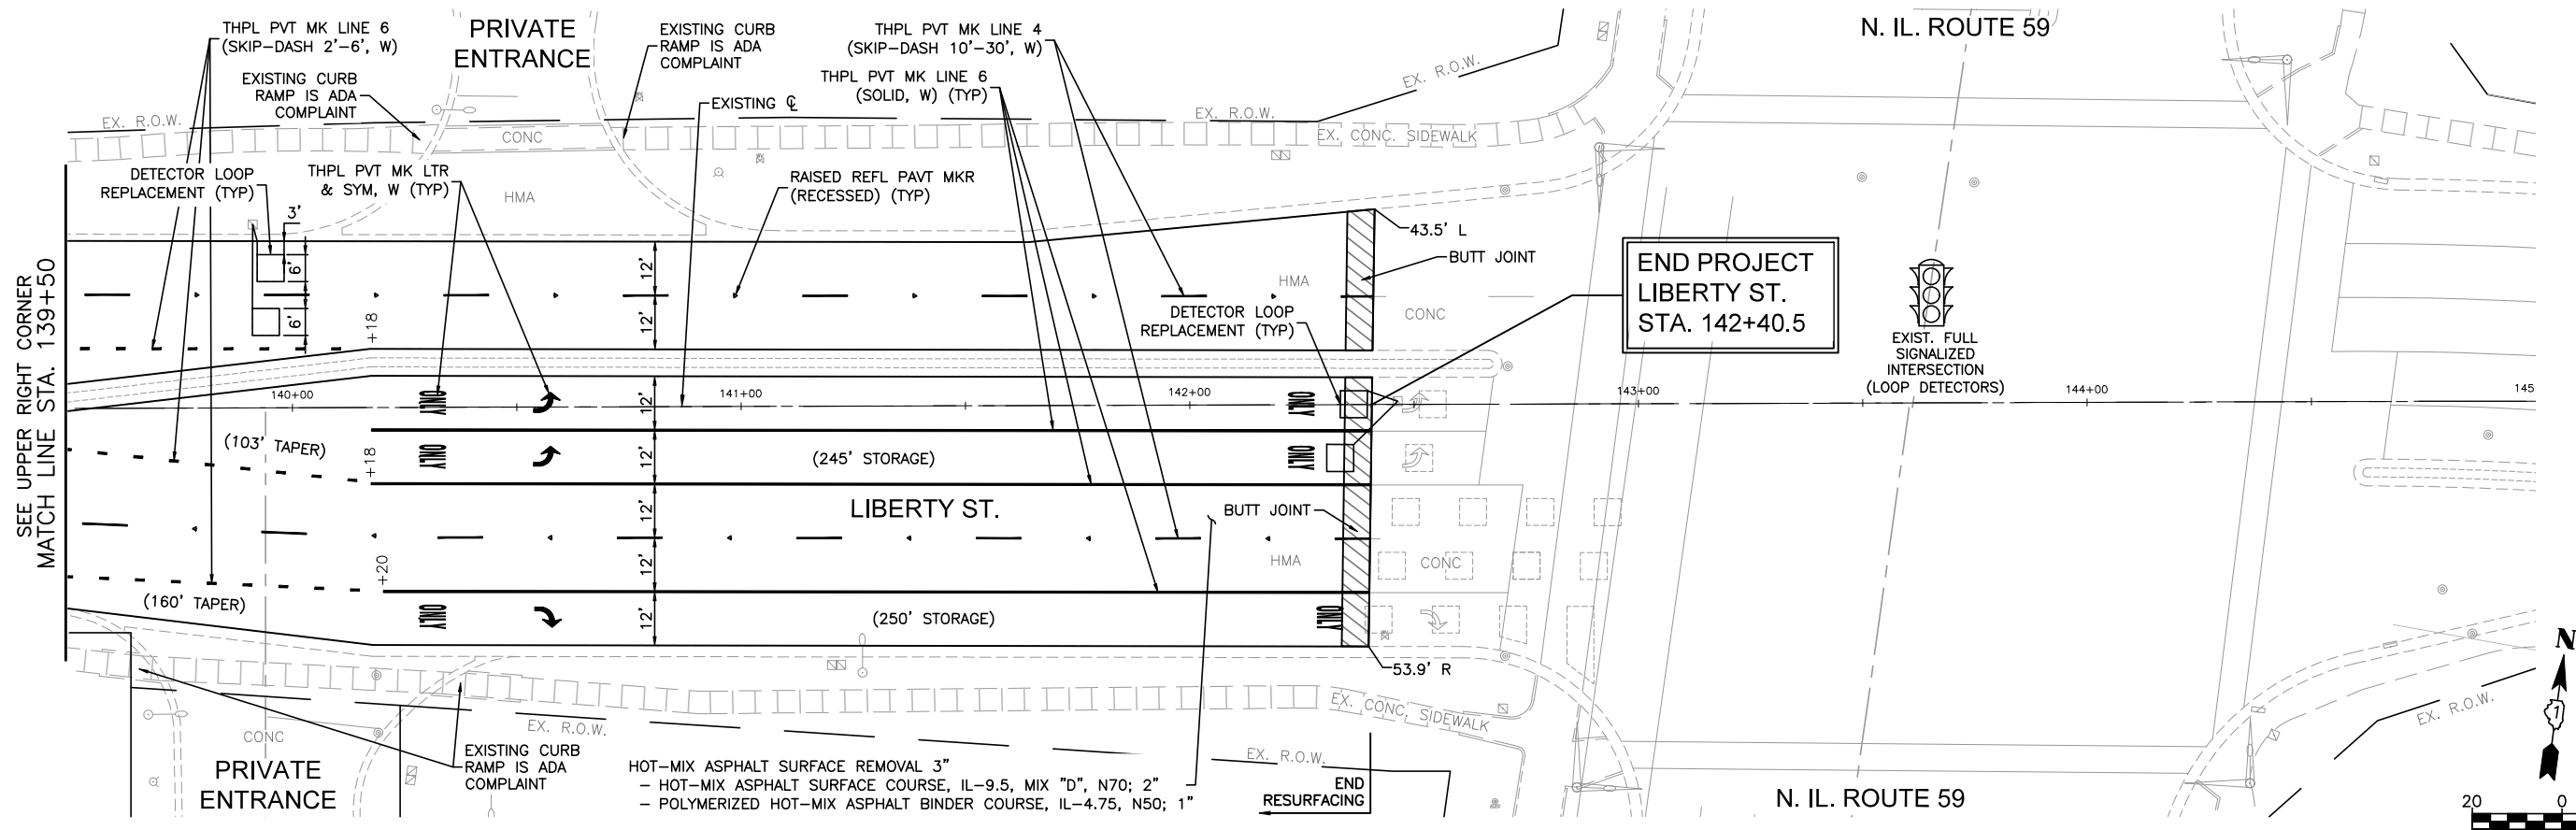 THPL PVT MK LINE 6
(SKIP-DASH 2'-6', W)
PRIVATE
ENTRANCE
EXISTING CURB
RAMP IS ADA
COMPLAINT
THPL PVT MK LINE 4
(SKIP-DASH 10'-30', W)
N. IL. ROUTE 59
EXISTING CURB
RAMP IS ADA
COMPLAINT
THPL PVT MK LINE 6
(SOLID, W) (TYP)
EX. R.O.W.
EXISTING ℄
EX. R.O.W.
EX. R.O.W.
CONC
EX. CONC. SIDEWALK
DETECTOR LOOP
REPLACEMENT (TYP)
THPL PVT MK LTR
& SYM, W (TYP)
HMA
RAISED REFL PAVT MKR
(RECESSED) (TYP)
3'
43.5' L
BUTT JOINT
SEE UPPER RIGHT CORNER
MATCH LINE STA. 139+50
6'
6'
12'
12'
+18
HMA
DETECTOR LOOP
REPLACEMENT (TYP)
CONC
END PROJECT
LIBERTY ST.
STA. 142+40.5
EXIST. FULL
SIGNALIZED
INTERSECTION
(LOOP DETECTORS)
140+00
141+00
142+00
143+00
144+00
145
ONLY
12'
ONLY
(103' TAPER)
+18
ONLY
12'
(245' STORAGE)
ONLY
LIBERTY ST.
12'
BUTT JOINT
12'
HMA
CONC
+20
(160' TAPER)
ONLY
12'
(250' STORAGE)
ONLY
53.9' R
EX. R.O.W.
EX. CONC. SIDEWALK
EX. R.O.W.
EX. R.O.W.
CONC
PRIVATE
ENTRANCE
EXISTING CURB
RAMP IS ADA
COMPLAINT
HOT-MIX ASPHALT SURFACE REMOVAL 3"
- HOT-MIX ASPHALT SURFACE COURSE, IL-9.5, MIX "D", N70; 2"
- POLYMERIZED HOT-MIX ASPHALT BINDER COURSE, IL-4.75, N50; 1"
END
RESURFACING
N. IL. ROUTE 59
N
1
20 0